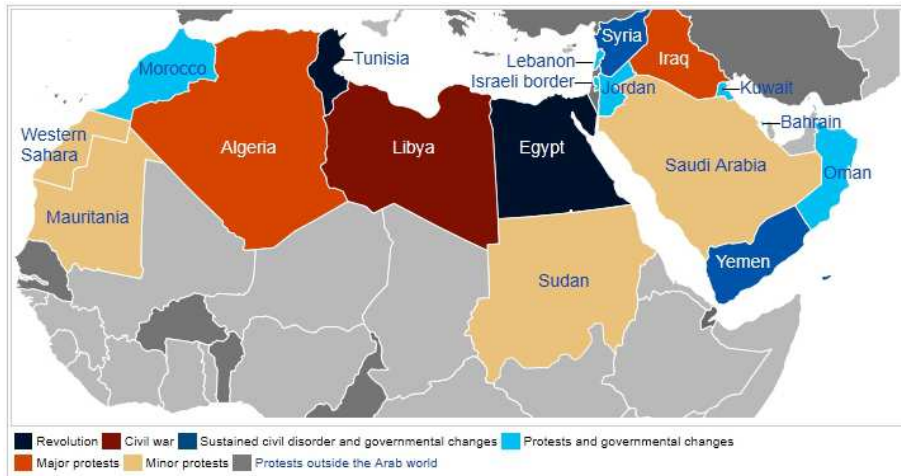 Syria
Lebanon
Iraq
Tunisia
Morocco
Israeli border
Jordan
Kuwait
Bahrain
Western
Sahara
Algeria
Libya
Egypt
Saudi Arabia
Oman
Mauritania
Yemen
Sudan
Revolution Civil war Sustained civil disorder and governmental changes Protests and governmental changes
Major protests Minor protests Protests outside the Arab world